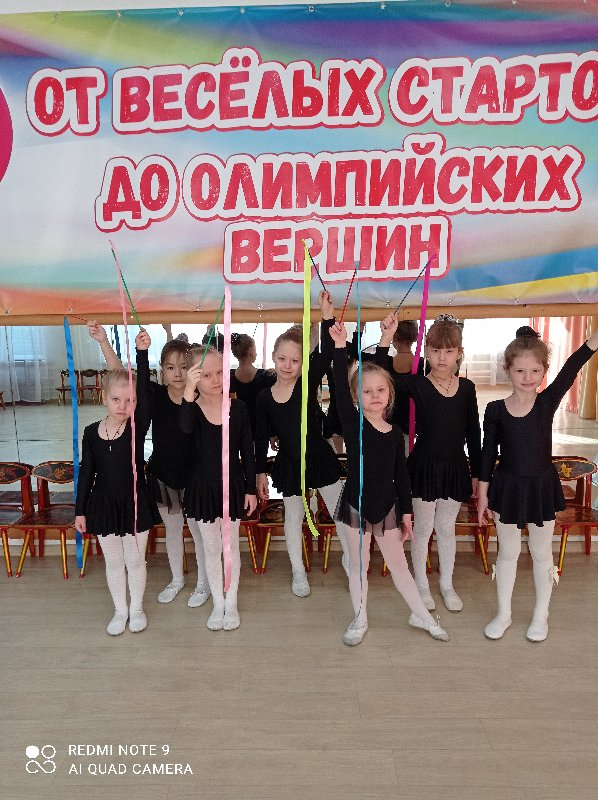 ОТ ВЕСЁЛЫХ СТАРТО
ДО ОЛИМПИЙСКИХ
ВЕРШИН
REDMI NOTE 9
AI QUAD CAMERA